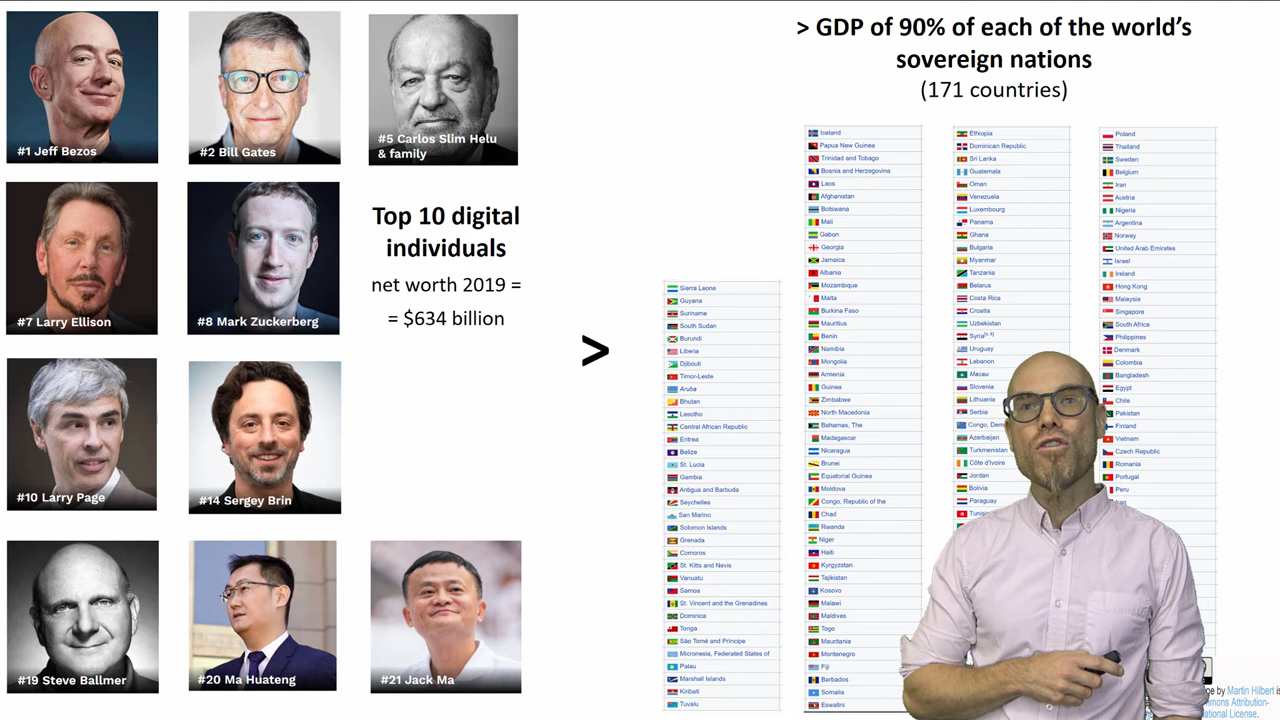 #1 Jeff Bezos
#2 Bill Gates
#5 Carlos Slim Helu
& family
#7 Larry Ellison
#8 Mark Zuckerberg
Top 10 digital
individuals
net worth 2019 =
= $634 billion
#10 Larry Page
#14 Sergey Brin
#19 Steve Ballmer
#20 Ma Huateng
#21 Jack Ma
>
> GDP of 90% of each of the world's
sovereign nations
(171 countries)
Sierra Leone
Guyana
Suriname
South Sudan
Burundi
Liberia
Djibouti
Timor-Leste
Aruba
Bhutan
Lesotho
Central African Republic
Eritrea
Belize
St. Lucia
Gambia
Antigua and Barbuda
Seychelles
San Marino
Solomon Islands
Grenada
Comoros
St. Kitts and Nevis
Vanuatu
Samoa
St. Vincent and the Grenadines
Dominica
Tonga
São Tomé and Príncipe
Micronesia, Federated States of
Palau
Marshall Islands
Kiribati
Tuvalu
Iceland
Papua New Guinea
Trinidad and Tobago
Bosnia and Herzegovina
Laos
Afghanistan
Botswana
Mali
Gabon
Georgia
Jamaica
Albania
Mozambique
Malta
Burkina Faso
Mauritius
Benin
Namibia
Mongolia
Armenia
Guinea
Zimbabwe
North Macedonia
Bahamas, The
Madagascar
Nicaragua
Brunei
Equatorial Guinea
Moldova
Congo, Republic of the
Chad
Rwanda
Niger
Haiti
Kyrgyzstan
Tajikistan
Kosovo
Malawi
Maldives
Togo
Mauritania
Montenegro
Fiji
Barbados
Somalia
Eswatini
Ethiopia
Dominican Republic
Sri Lanka
Guatemala
Oman
Venezuela
Luxembourg
Panama
Ghana
Bulgaria
Myanmar
Tanzania
Belarus
Costa Rica
Croatia
Uzbekistan
Syria
Uruguay
Lebanon
Macau
Slovenia
Lithuania
Serbia
Congo, Dem
Azerbaijan
Turkmenistan
Côte d'Ivoire
Jordan
Bolivia
Paraguay
Tunis
Poland
Thailand
Sweden
Belgium
Iran
Austria
Nigeria
Argentina
Norway
United Arab Emirates
Israel
Ireland
Hong Kong
Malaysia
Singapore
South Africa
Philippines
Denmark
Colombia
Bangladesh
Egypt
Chile
Pakistan
Finland
Vietnam
Czech Republic
Romania
Portugal
Peru
Iraq
by Martin Hilbert is
mmons Attribution-
ational License,